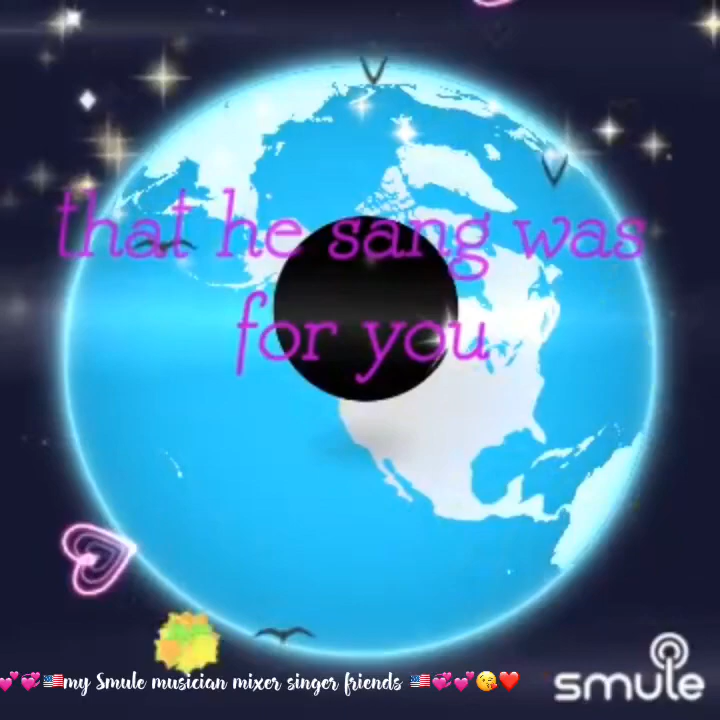 that he sang was
for you
💕💞🇺🇸my Smule musician mixer singer friends 🇺🇸💞💕😘❤️
smule